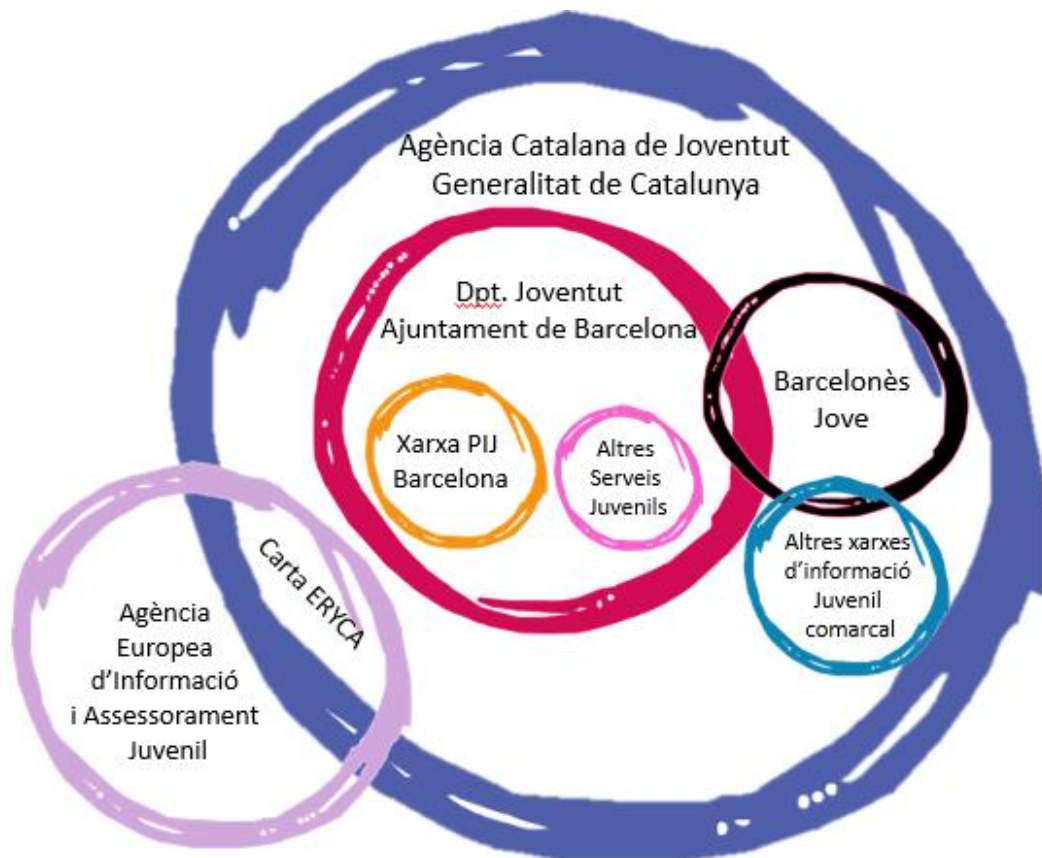 Agència Catalana de Joventut
Generalitat de Catalunya
Dpt. Joventut
Ajuntament de Barcelona
Barcelonès
Jove
Xarxa PIJ
Barcelona
Altres
Serveis
Juvenils
Altres xarxes
d'informació
Juvenil
comarcal
Carta ERYCA
Agència
Europea
d'Informació
i Assessorament
Juvenil